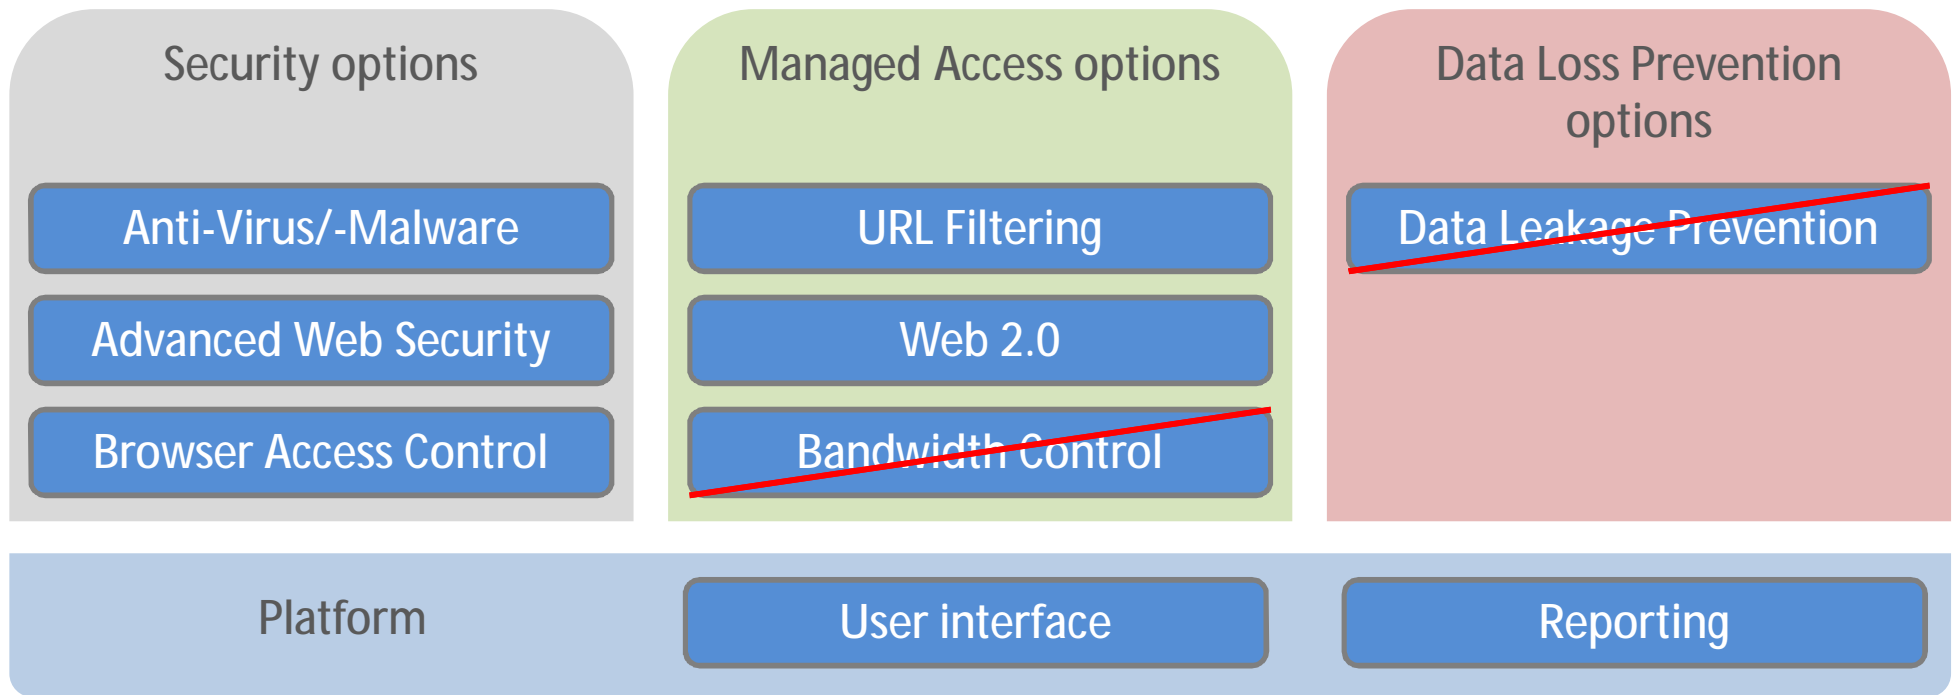 Security options
Anti-Virus/-Malware
Advanced Web Security
Browser Access Control
Managed Access options
URL Filtering
Web 2.0
Bandwidth Control
Data Loss Prevention
options
Data Leakage Prevention
Platform
User interface
Reporting